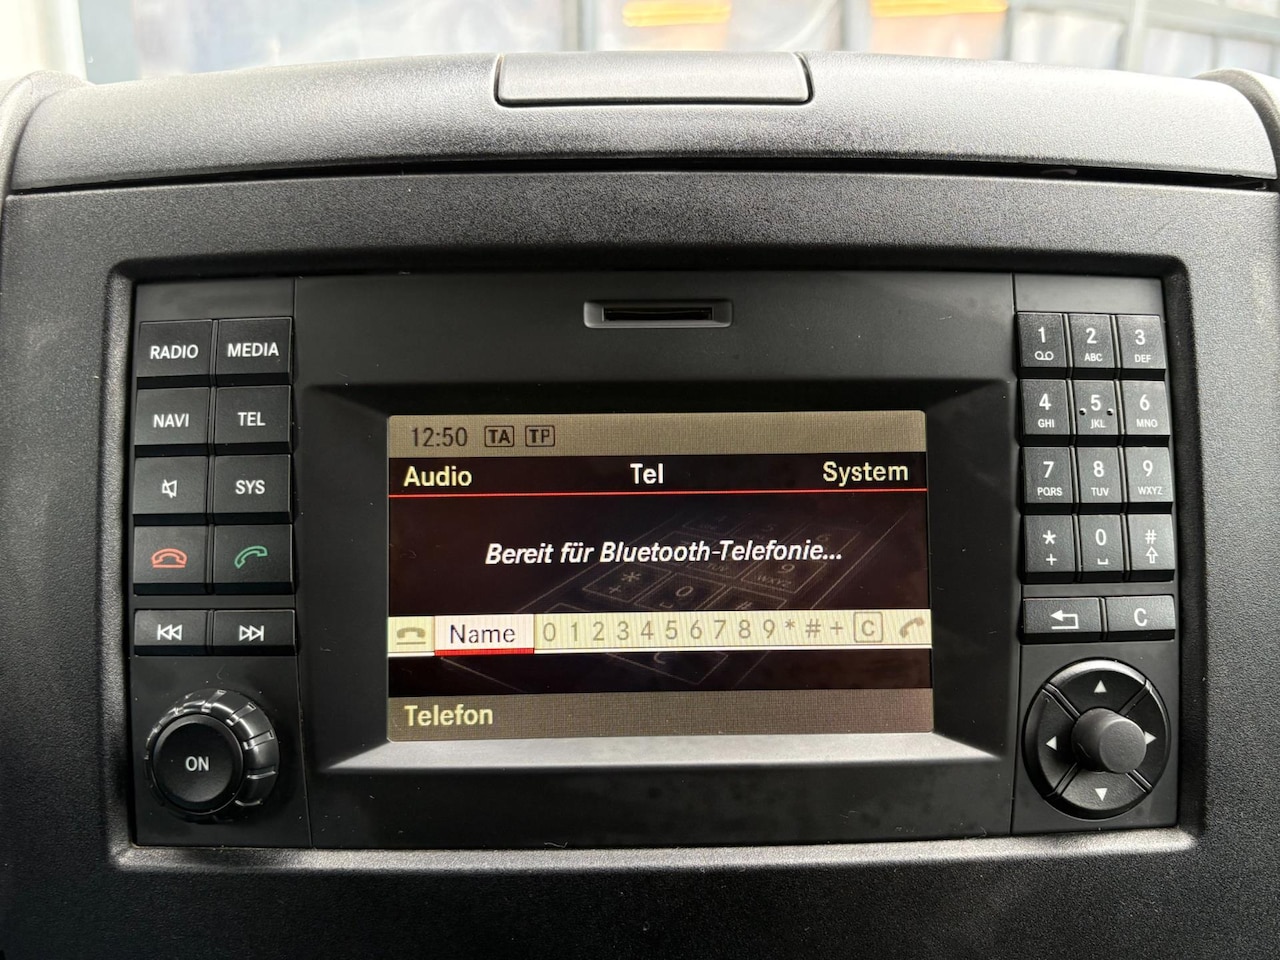 RADIO MEDIA
NAVI TEL
SYS
ON
12:50 TA TP
Audio Tel System
Bereit für Bluetooth-Telefonie...
Name 0 1 2 3 4 5 6 7 8 9 * # + C
Telefon
1 2 3
ABC DEF
4 5 6
GHI JKL MNO
7 8 9
PQRS TUV WXYZ
* 0 #
+
C